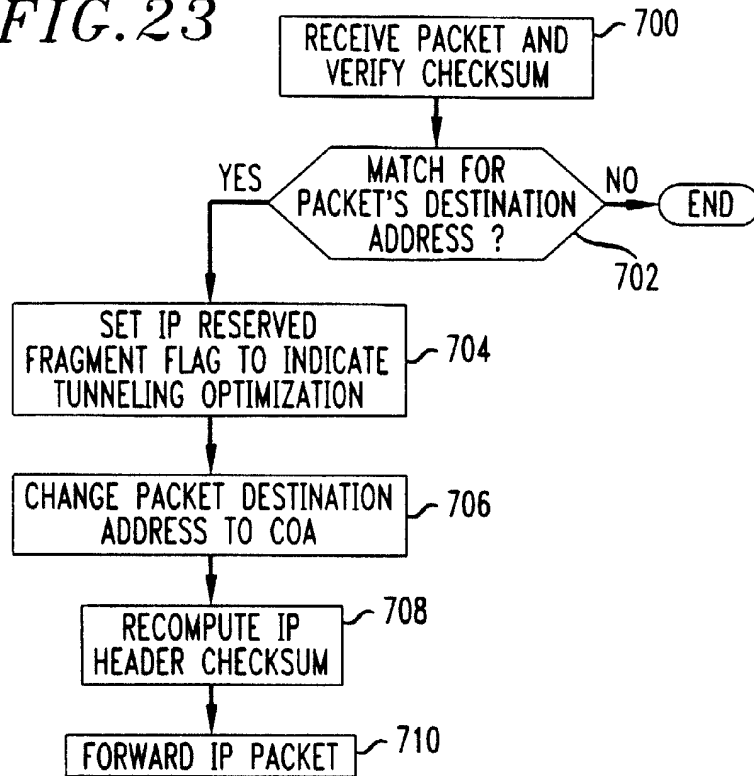 FIG.23
RECEIVE PACKET AND
VERIFY CHECKSUM
700
MATCH FOR
PACKET'S DESTINATION
ADDRESS ?
702
YES
NO
END
SET IP RESERVED
FRAGMENT FLAG TO INDICATE
TUNNELING OPTIMIZATION
704
CHANGE PACKET DESTINATION
ADDRESS TO COA
706
RECOMPUTE IP
HEADER CHECKSUM
708
FORWARD IP PACKET
710